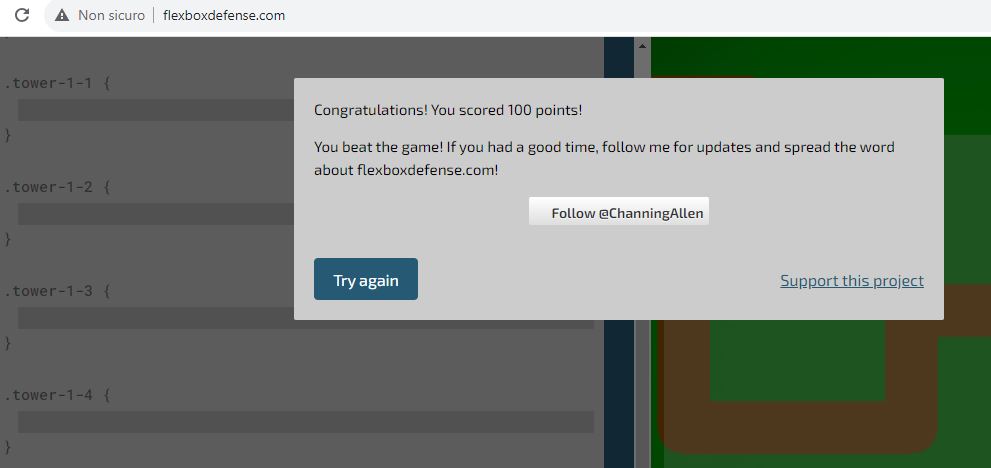 Non sicuro | flexboxdefense.com
.tower-1-1 {
}
.tower-1-2 {
}
.tower-1-3 {
}
.tower-1-4 {
}
Congratulations! You scored 100 points!
You beat the game! If you had a good time, follow me for updates and spread the word
about flexboxdefense.com!
Follow @ChanningAllen
Try again
Support this project